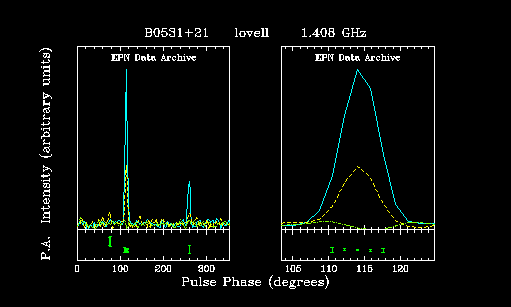 B0531+21 lovell 1.408 GHz
EPN Data Archive
EPN Data Archive
P.A. Intensity (arbitrary units)
0 100 200 300
105 110 115 120
Pulse Phase (degrees)